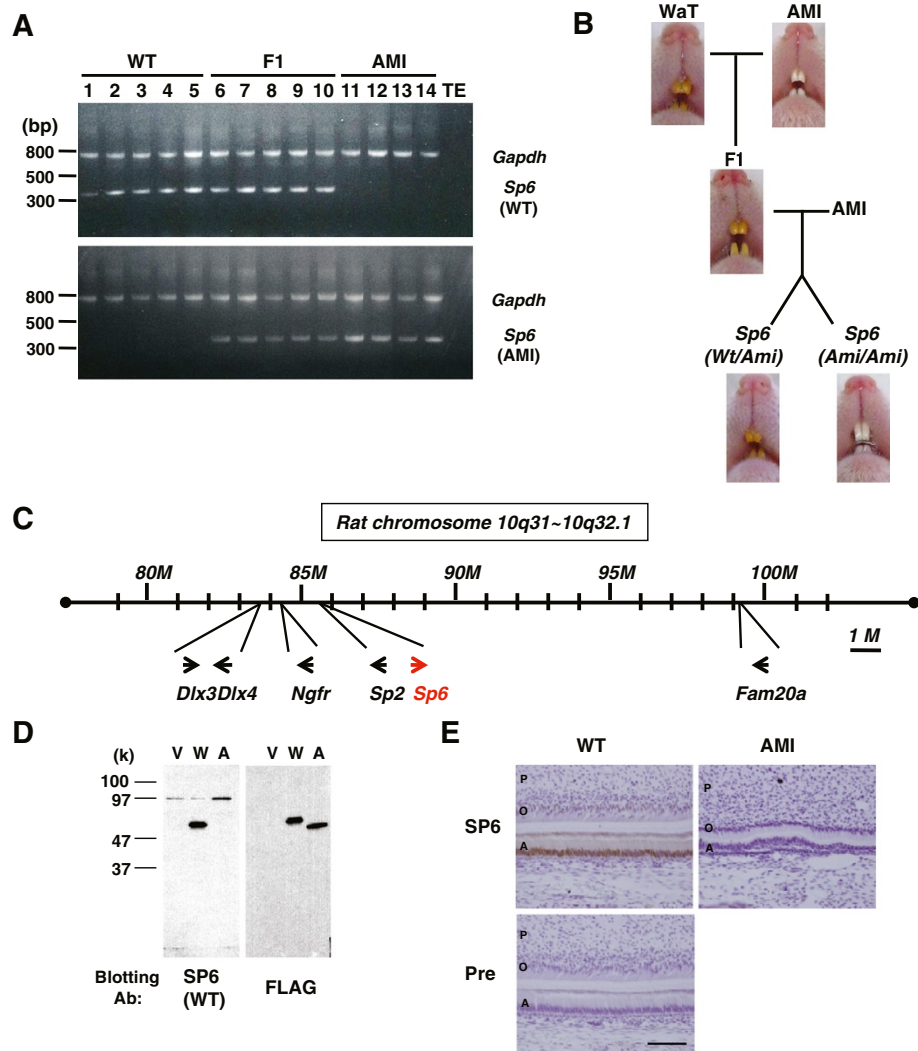 A
WT F1 AMI
1 2 3 4 5 6 7 8 9 10 11 12 13 14 TE
(bp)
800
500
300
Gapdh
Sp6
(WT)
800
500
300
Gapdh
Sp6
(AMI)
B
WaT AMI
F1
AMI
Sp6 Sp6
(Wt/Ami) (Ami/Ami)
C
Rat chromosome 10q31~10q32.1
80M 85M 90M 95M 100M
1 M
Dlx3 Dlx4 Ngfr Sp2 Sp6 Fam20a
D
(k) V W A V W A
100
97
47
37
Blotting
Ab:
SP6
(WT)
FLAG
E
WT AMI
SP6
P
O
A
P
O
A
Pre
P
O
A